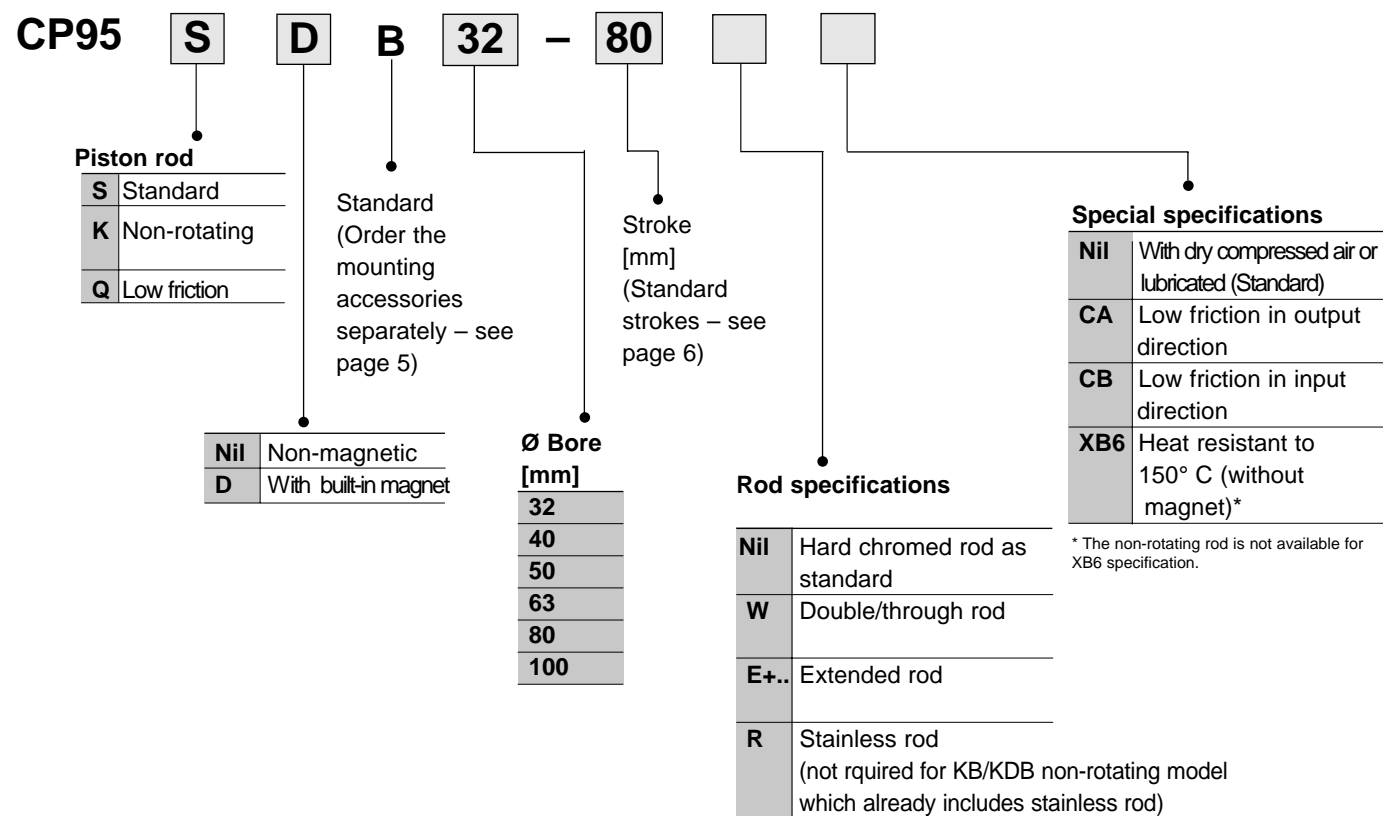 CP95 S D B 32 – 80
Piston rod
S Standard
K Non-rotating
Q Low friction
Standard
(Order the
mounting
accessories
separately – see
page 5)
Stroke
[mm]
(Standard
strokes – see
page 6)
Special specifications
Nil With dry compressed air or
lubricated (Standard)
CA Low friction in output
direction
CB Low friction in input
direction
XB6 Heat resistant to
150° C (without
magnet)*
* The non-rotating rod is not available for
XB6 specification.
Nil Non-magnetic
D With built-in magnet
Ø Bore
[mm]
32
40
50
63
80
100
Rod specifications
Nil Hard chromed rod as
standard
W Double/through rod
E+.. Extended rod
R Stainless rod
(not rquired for KB/KDB non-rotating model
which already includes stainless rod)